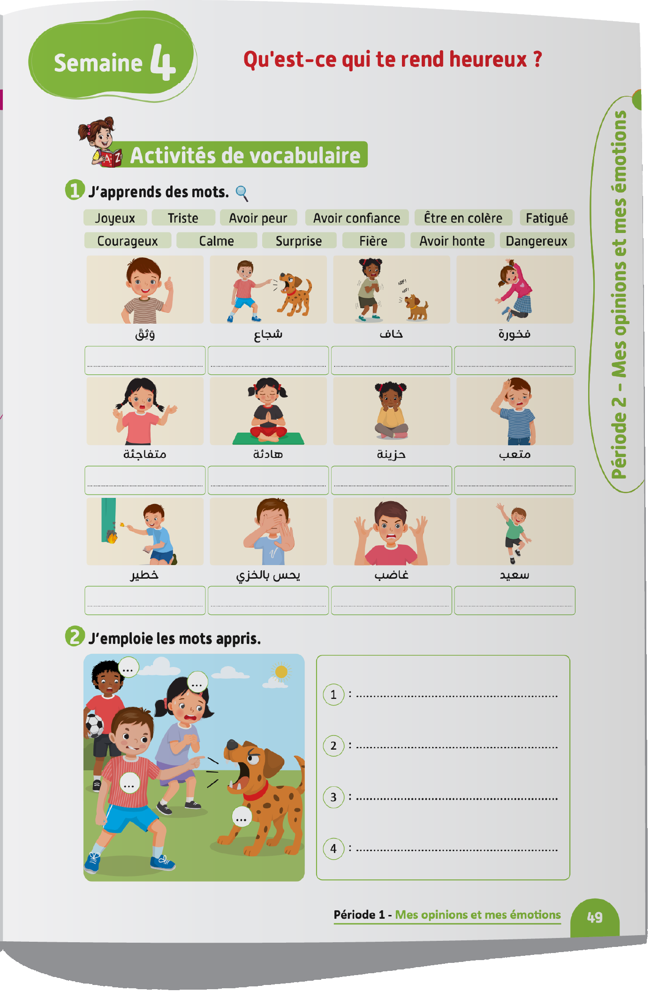 Semaine 4
Qu'est-ce qui te rend heureux ?
Activités de vocabulaire
A Z
1 J'apprends des mots.
Joyeux Triste Avoir peur Avoir confiance Être en colère Fatigué
Courageux Calme Surprise Fière Avoir honte Dangereux
ARF!
ARF!
وَثِقَ شجاع خاف فخورة
متفاجئة هادئة حزينة متعب
خطير يحس بالخزي غاضب سعيد
2 J'emploie les mots appris.
...
...
...
...
1 : ...
2 : ...
3 : ...
4 : ...
Période 2 - Mes opinions et mes émotions
Période 1 - Mes opinions et mes émotions
49